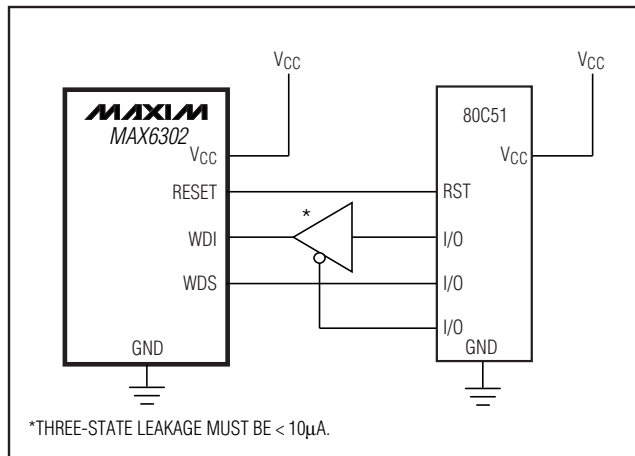 VCC
VCC
MAXIM
MAX6302
80C51
VCC
VCC
RESET
RST
*
WDI
I/O
WDS
I/O
I/O
GND
GND
*THREE-STATE LEAKAGE MUST BE < 10μA.